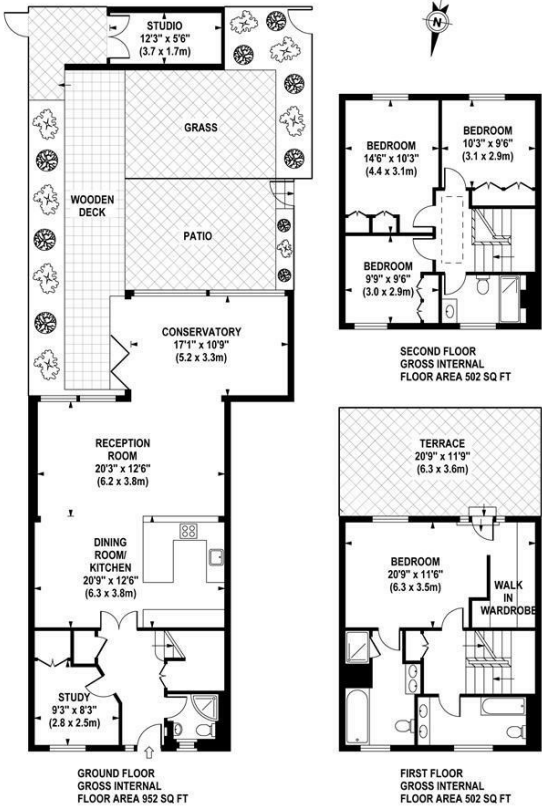 STUDIO
12'3" x 5'6"
(3.7 x 1.7m)
N
GRASS
WOODEN
DECK
PATIO
CONSERVATORY
17'1" x 10'9"
(5.2 x 3.3m)
RECEPTION
ROOM
20'3" x 12'6"
(6.2 x 3.8m)
DINING
ROOM/
KITCHEN
20'9" x 12'6"
(6.3 x 3.8m)
STUDY
9'3" x 8'3"
(2.8 x 2.5m)
GROUND FLOOR
GROSS INTERNAL
FLOOR AREA 952 SQ FT
BEDROOM
14'6" x 10'3"
(4.4 x 3.1m)
BEDROOM
10'3" x 9'6"
(3.1 x 2.9m)
BEDROOM
9'9" x 9'6"
(3.0 x 2.9m)
SECOND FLOOR
GROSS INTERNAL
FLOOR AREA 502 SQ FT
TERRACE
20'9" x 11'9"
(6.3 x 3.6m)
BEDROOM
20'9" x 11'6"
(6.3 x 3.5m)
WALK
IN
WARDROBE
FIRST FLOOR
GROSS INTERNAL
FLOOR AREA 502 SQ FT